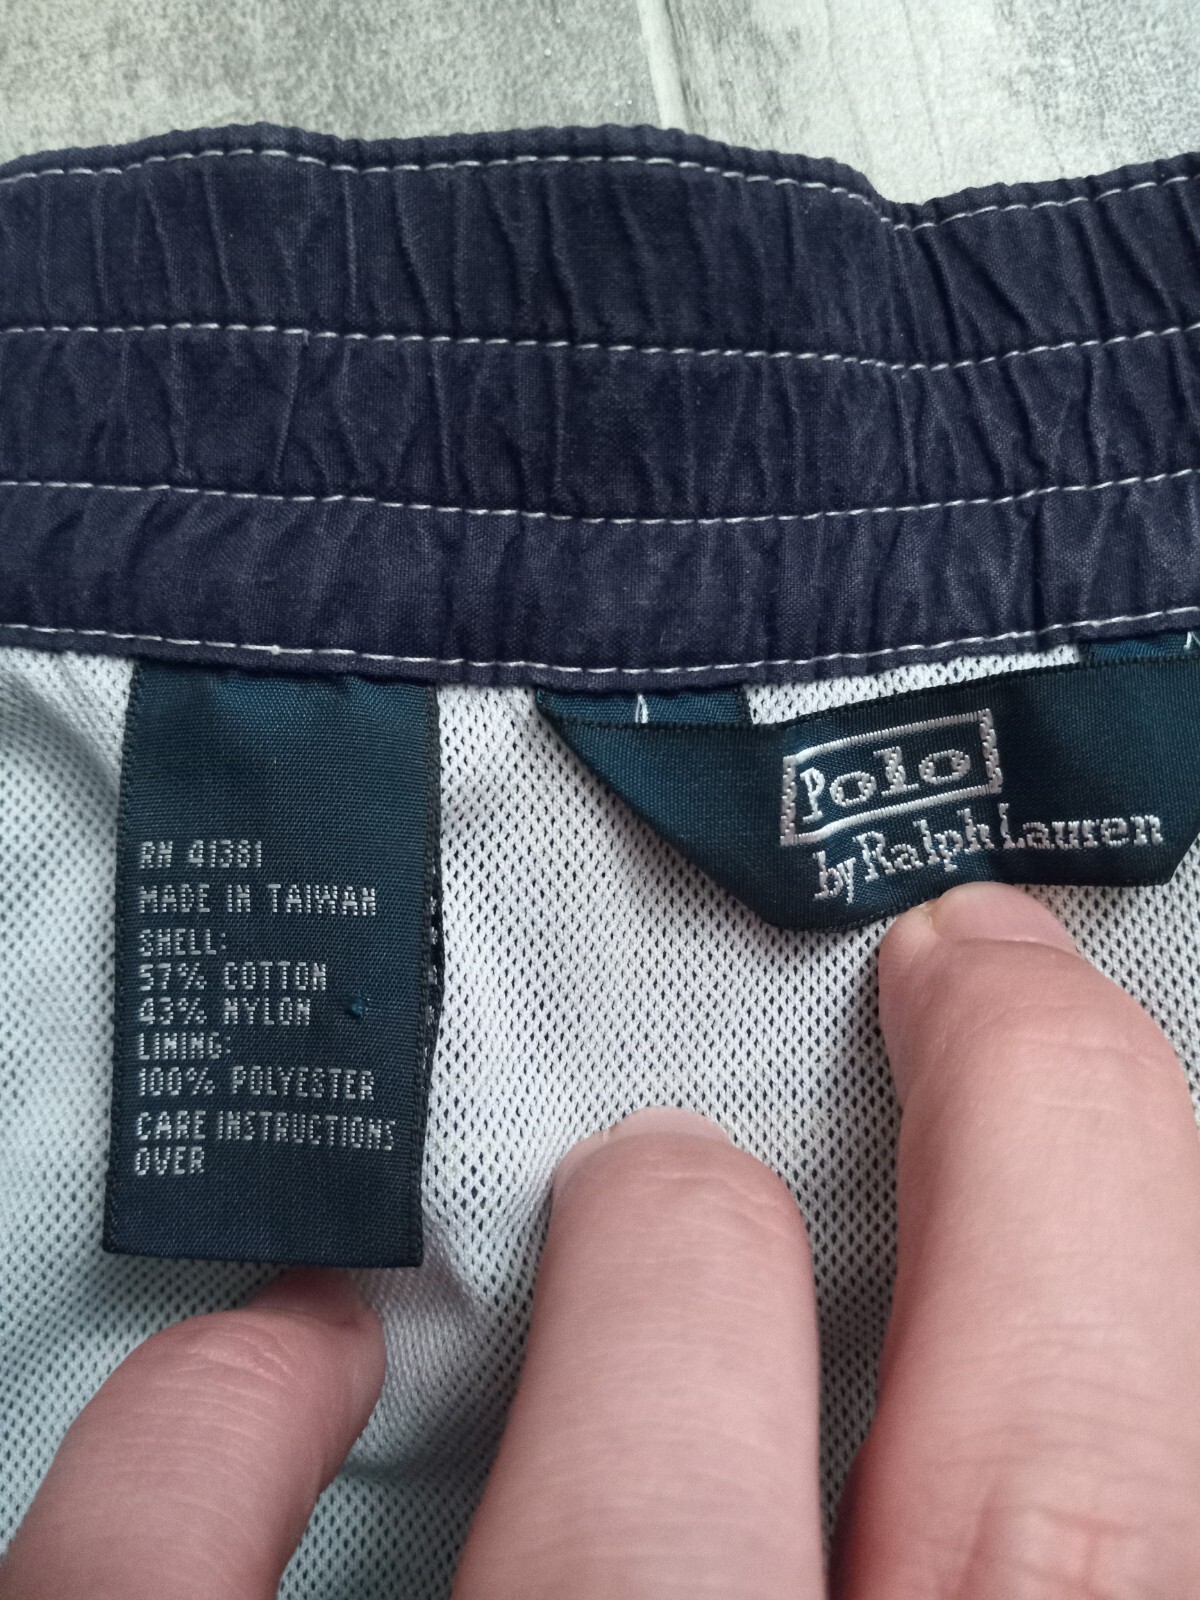 RN 41381
MADE IN TAIWAN
SHELL:
57% COTTON
43% NYLON
LINING:
100% POLYESTER
CARE INSTRUCTIONS
OVER
Polo
by Ralph Lauren